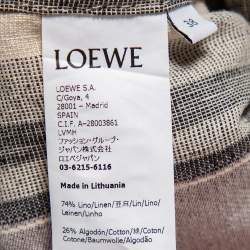 38
LOEWE
LOEWE S.A.
C/Goya, 4
28001 - Madrid
SPAIN
C.I.F. A-28003861
LVMH
ファッション・グループ・
ジャパン株式会社
ロエベジャパン
03-6215-6116
Made in Lithuania
74% Lino/Linen/亚麻/Lin/Lino/
Leinen/Linho
26% Algodón/Cotton/綿/Coton/
Cotone/Baumwolle/Algodão